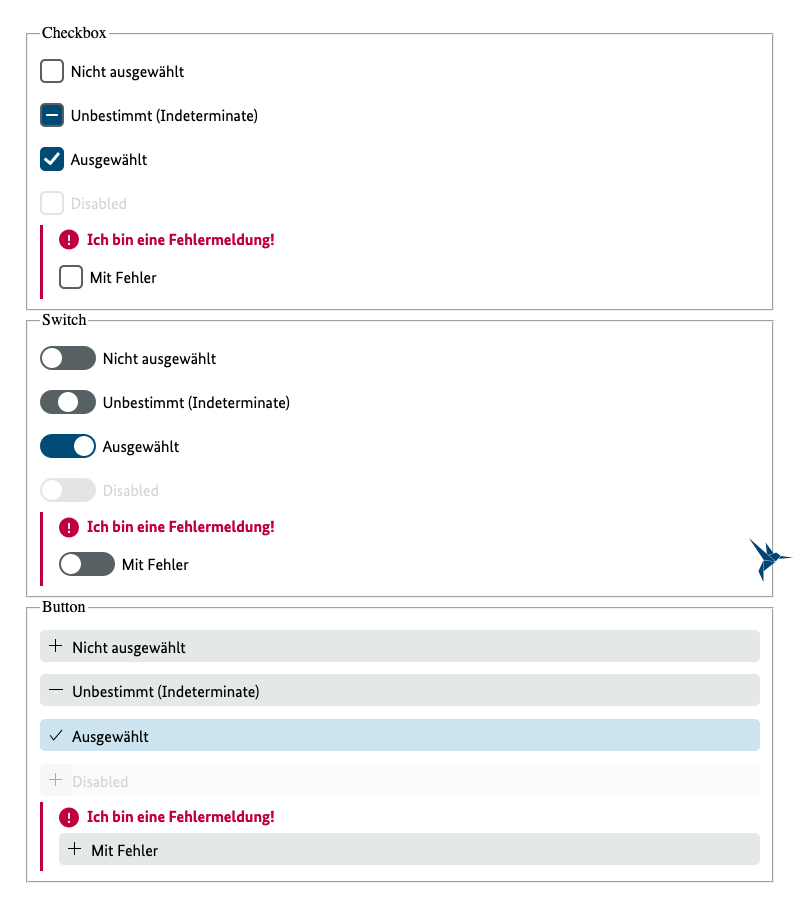 Checkbox
Nicht ausgewählt
Unbestimmt (Indeterminate)
Ausgewählt
Disabled
Ich bin eine Fehlermeldung!
Mit Fehler
Switch
Nicht ausgewählt
Unbestimmt (Indeterminate)
Ausgewählt
Disabled
Ich bin eine Fehlermeldung!
Mit Fehler
Button
Nicht ausgewählt
Unbestimmt (Indeterminate)
Ausgewählt
Disabled
Ich bin eine Fehlermeldung!
Mit Fehler